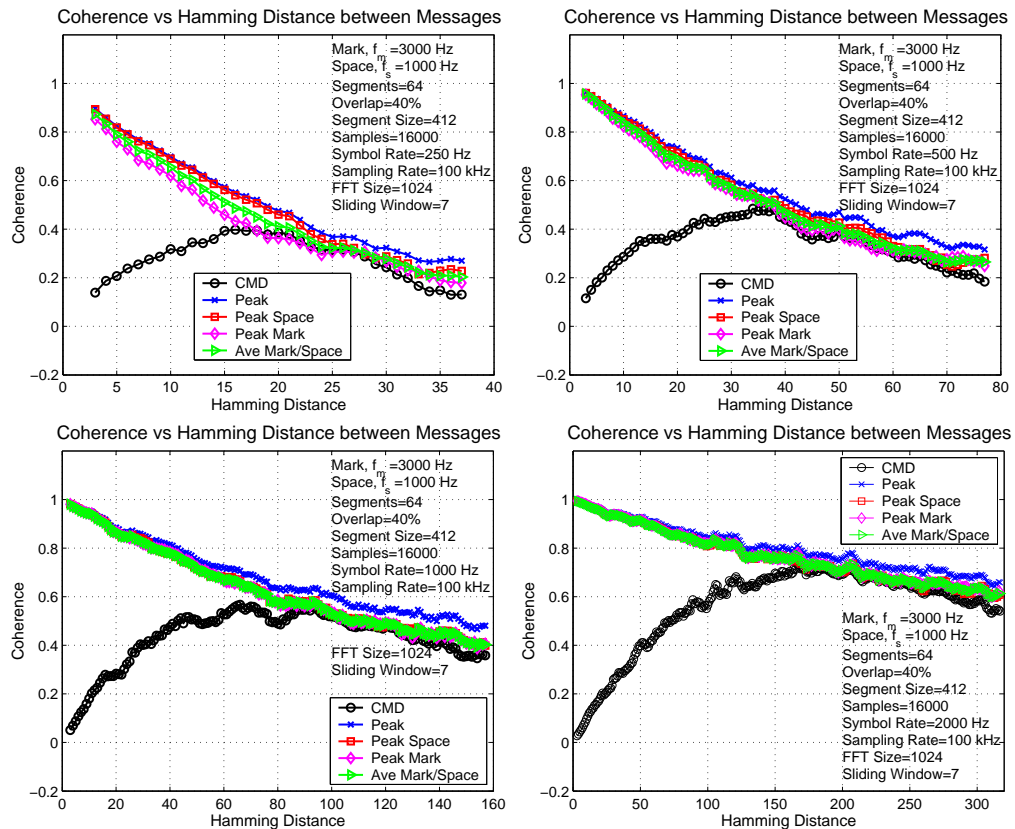 Coherence vs Hamming Distance between Messages
Mark, f_m =3000 Hz
Space, f_s =1000 Hz
Segments=64
Overlap=40%
Segment Size=412
Samples=16000
Symbol Rate=250 Hz
Sampling Rate=100 kHz
FFT Size=1024
Sliding Window=7
Coherence
1
0.8
0.6
0.4
0.2
0
−0.2
CMD
Peak
Peak Space
Peak Mark
Ave Mark/Space
0 5 10 15 20 25 30 35 40
Hamming Distance
Coherence vs Hamming Distance between Messages
Mark, f_m =3000 Hz
Space, f_s =1000 Hz
Segments=64
Overlap=40%
Segment Size=412
Samples=16000
Symbol Rate=500 Hz
Sampling Rate=100 kHz
FFT Size=1024
Sliding Window=7
Coherence
1
0.8
0.6
0.4
0.2
0
−0.2
CMD
Peak
Peak Space
Peak Mark
Ave Mark/Space
0 10 20 30 40 50 60 70 80
Hamming Distance
Coherence vs Hamming Distance between Messages
Mark, f_m =3000 Hz
Space, f_s =1000 Hz
Segments=64
Overlap=40%
Segment Size=412
Samples=16000
Symbol Rate=1000 Hz
Sampling Rate=100 kHz
FFT Size=1024
Sliding Window=7
Coherence
1
0.8
0.6
0.4
0.2
0
−0.2
CMD
Peak
Peak Space
Peak Mark
Ave Mark/Space
0 20 40 60 80 100 120 140 160
Hamming Distance
Coherence vs Hamming Distance between Messages
CMD
Peak
Peak Space
Peak Mark
Ave Mark/Space
Coherence
1
0.8
0.6
0.4
0.2
0
−0.2
Mark, f_m =3000 Hz
Space, f_s =1000 Hz
Segments=64
Overlap=40%
Segment Size=412
Samples=16000
Symbol Rate=2000 Hz
Sampling Rate=100 kHz
FFT Size=1024
Sliding Window=7
0 50 100 150 200 250 300
Hamming Distance